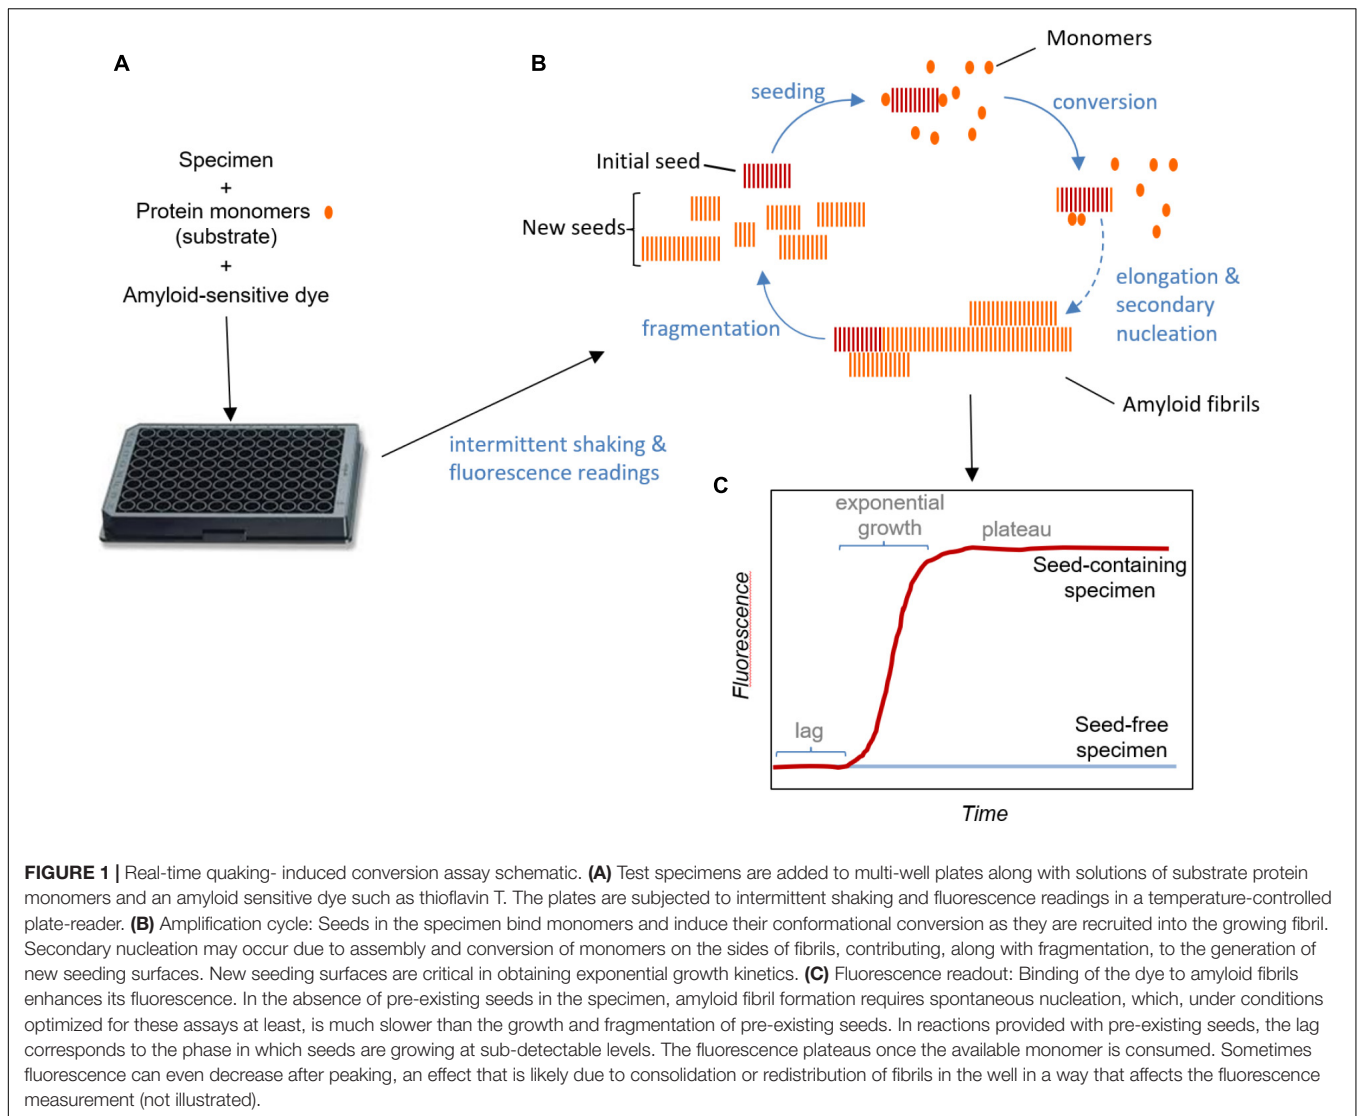 A
Specimen
+
Protein monomers
(substrate)
+
Amyloid-sensitive dye
intermittent shaking &
fluorescence readings
B
Monomers
seeding
conversion
Initial seed
New seeds
elongation &
secondary
nucleation
fragmentation
Amyloid fibrils
C
exponential
growth
plateau
Seed-containing
specimen
Fluorescence
lag
Seed-free
specimen
Time
FIGURE 1 | Real-time quaking- induced conversion assay schematic. (A) Test specimens are added to multi-well plates along with solutions of substrate protein
monomers and an amyloid sensitive dye such as thioflavin T. The plates are subjected to intermittent shaking and fluorescence readings in a temperature-controlled
plate-reader. (B) Amplification cycle: Seeds in the specimen bind monomers and induce their conformational conversion as they are recruited into the growing fibril.
Secondary nucleation may occur due to assembly and conversion of monomers on the sides of fibrils, contributing, along with fragmentation, to the generation of
new seeding surfaces. New seeding surfaces are critical in obtaining exponential growth kinetics. (C) Fluorescence readout: Binding of the dye to amyloid fibrils
enhances its fluorescence. In the absence of pre-existing seeds in the specimen, amyloid fibril formation requires spontaneous nucleation, which, under conditions
optimized for these assays at least, is much slower than the growth and fragmentation of pre-existing seeds. In reactions provided with pre-existing seeds, the lag
corresponds to the phase in which seeds are growing at sub-detectable levels. The fluorescence plateaus once the available monomer is consumed. Sometimes
fluorescence can even decrease after peaking, an effect that is likely due to consolidation or redistribution of fibrils in the well in a way that affects the fluorescence
measurement (not illustrated).